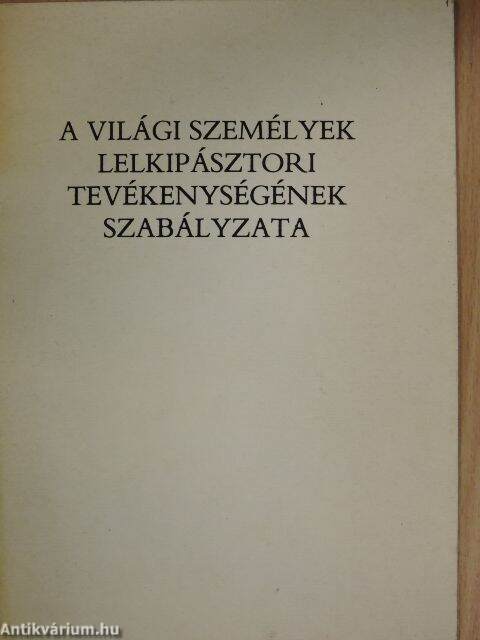 A VILÁGI SZEMÉLYEK
LELKIPÁSZTORI
TEVÉKENYSÉGÉNEK
SZABÁLYZATA
Antikvárium.hu